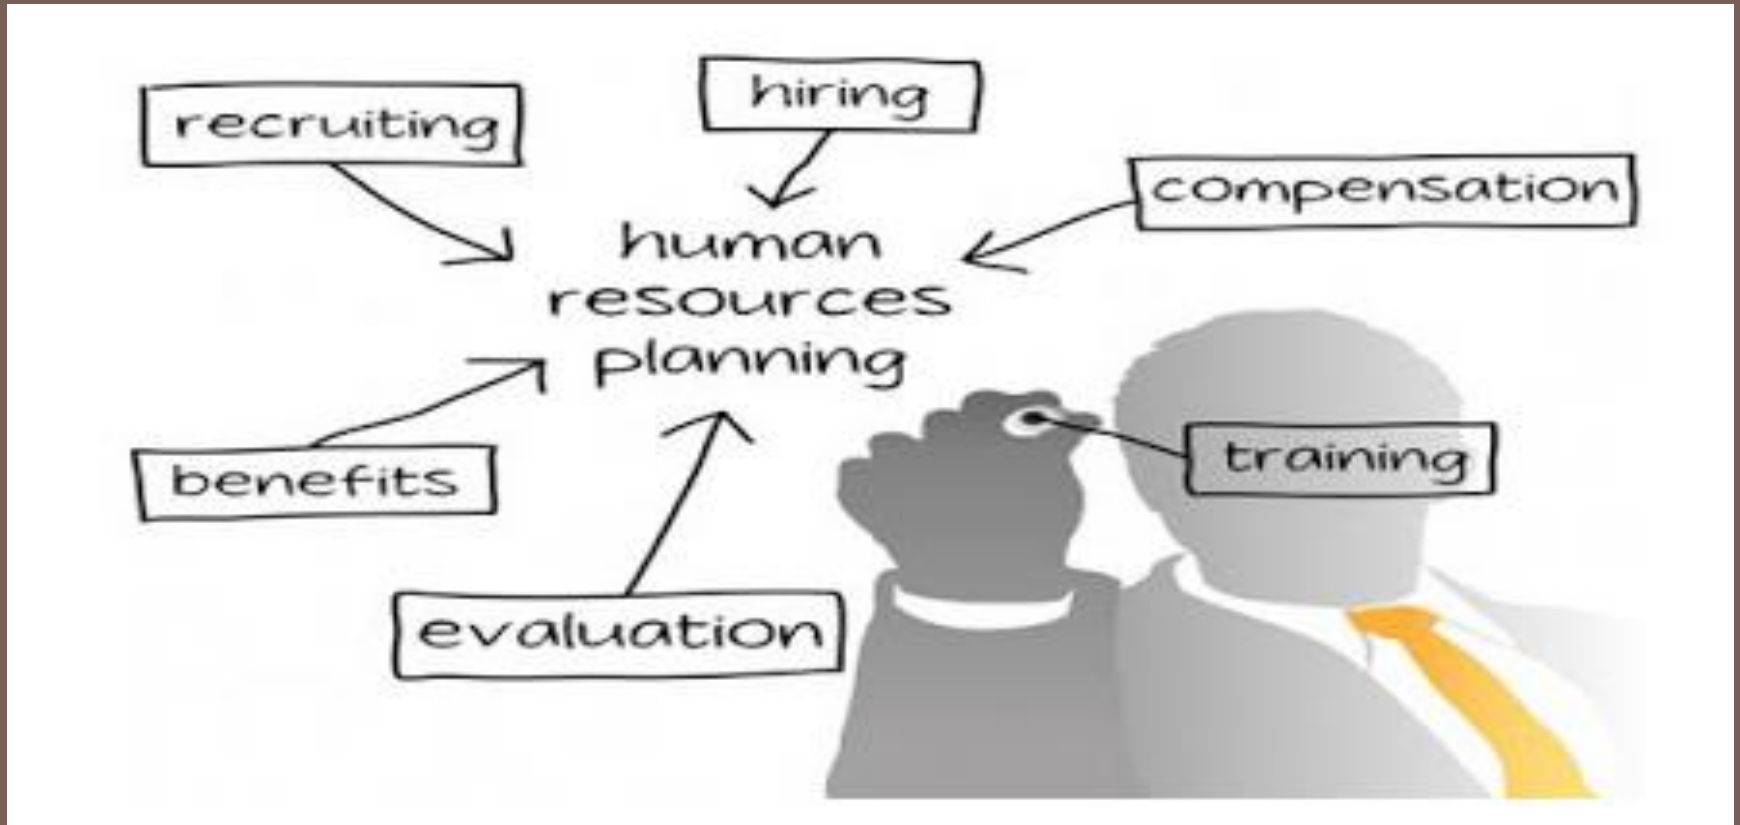 recruiting
hiring
compensation
human
resources
planning
benefits
training
evaluation